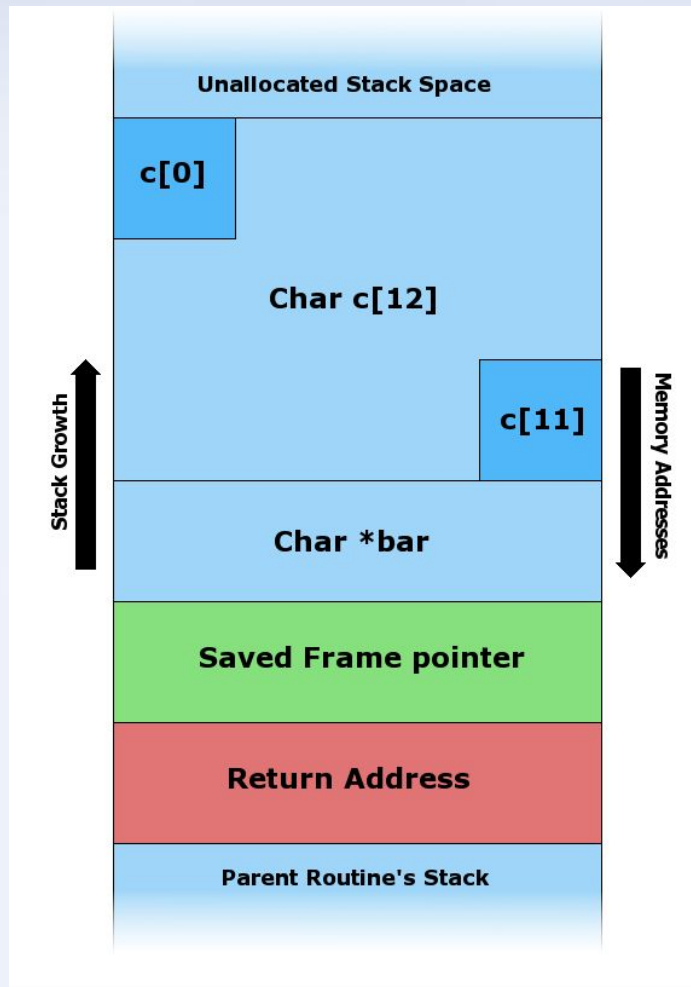 Unallocated Stack Space
c[0]
Char c[12]
c[11]
Stack Growth
Memory Addresses
Char *bar
Saved Frame pointer
Return Address
Parent Routine's Stack